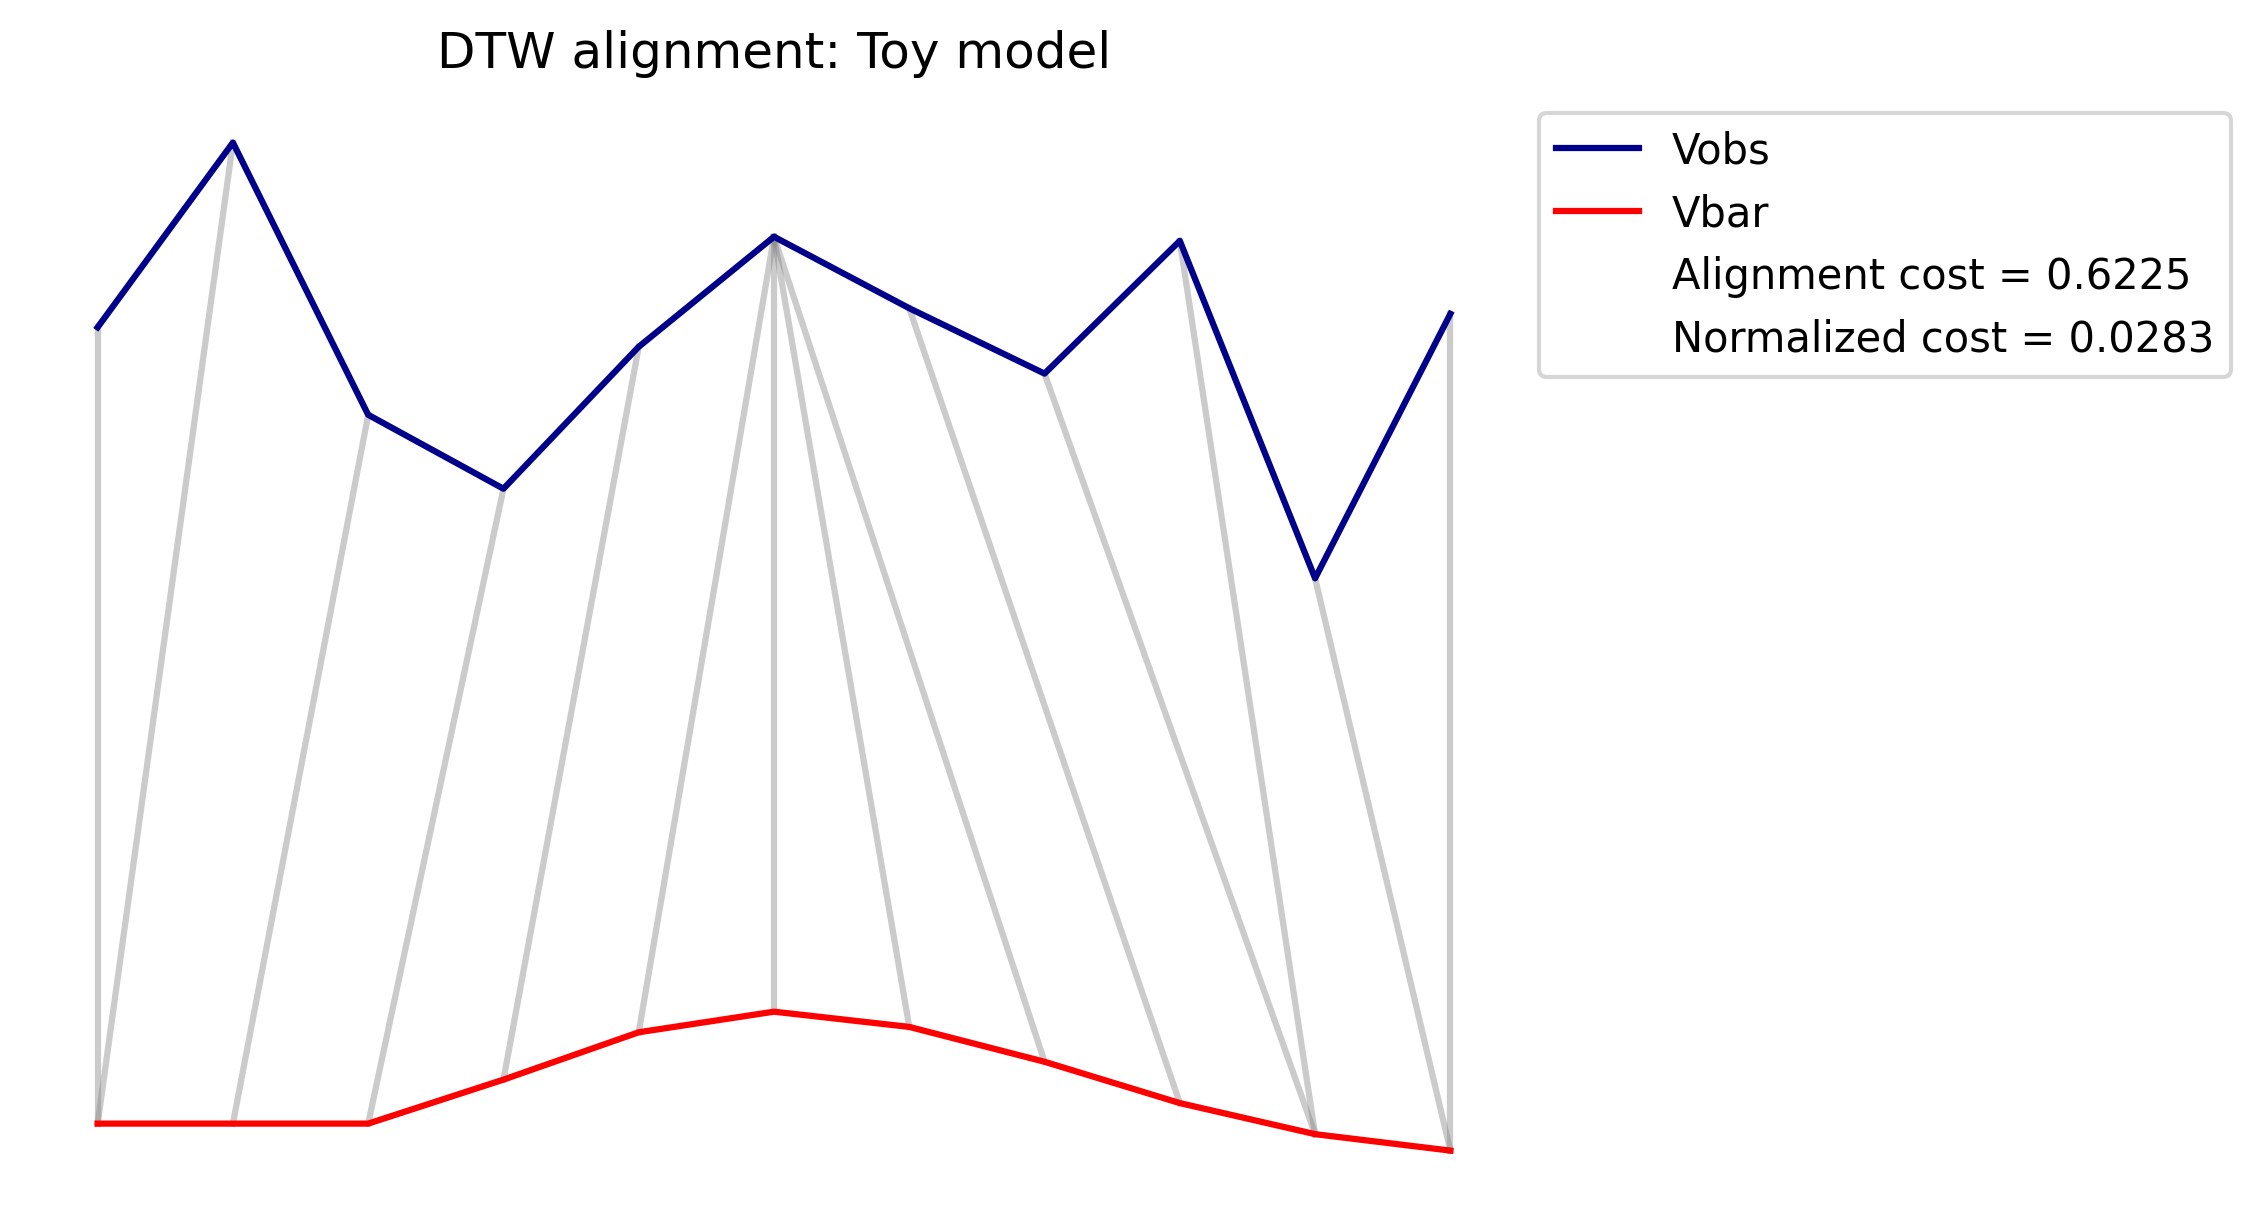 DTW alignment: Toy model
Vobs
Vbar
Alignment cost = 0.6225
Normalized cost = 0.0283